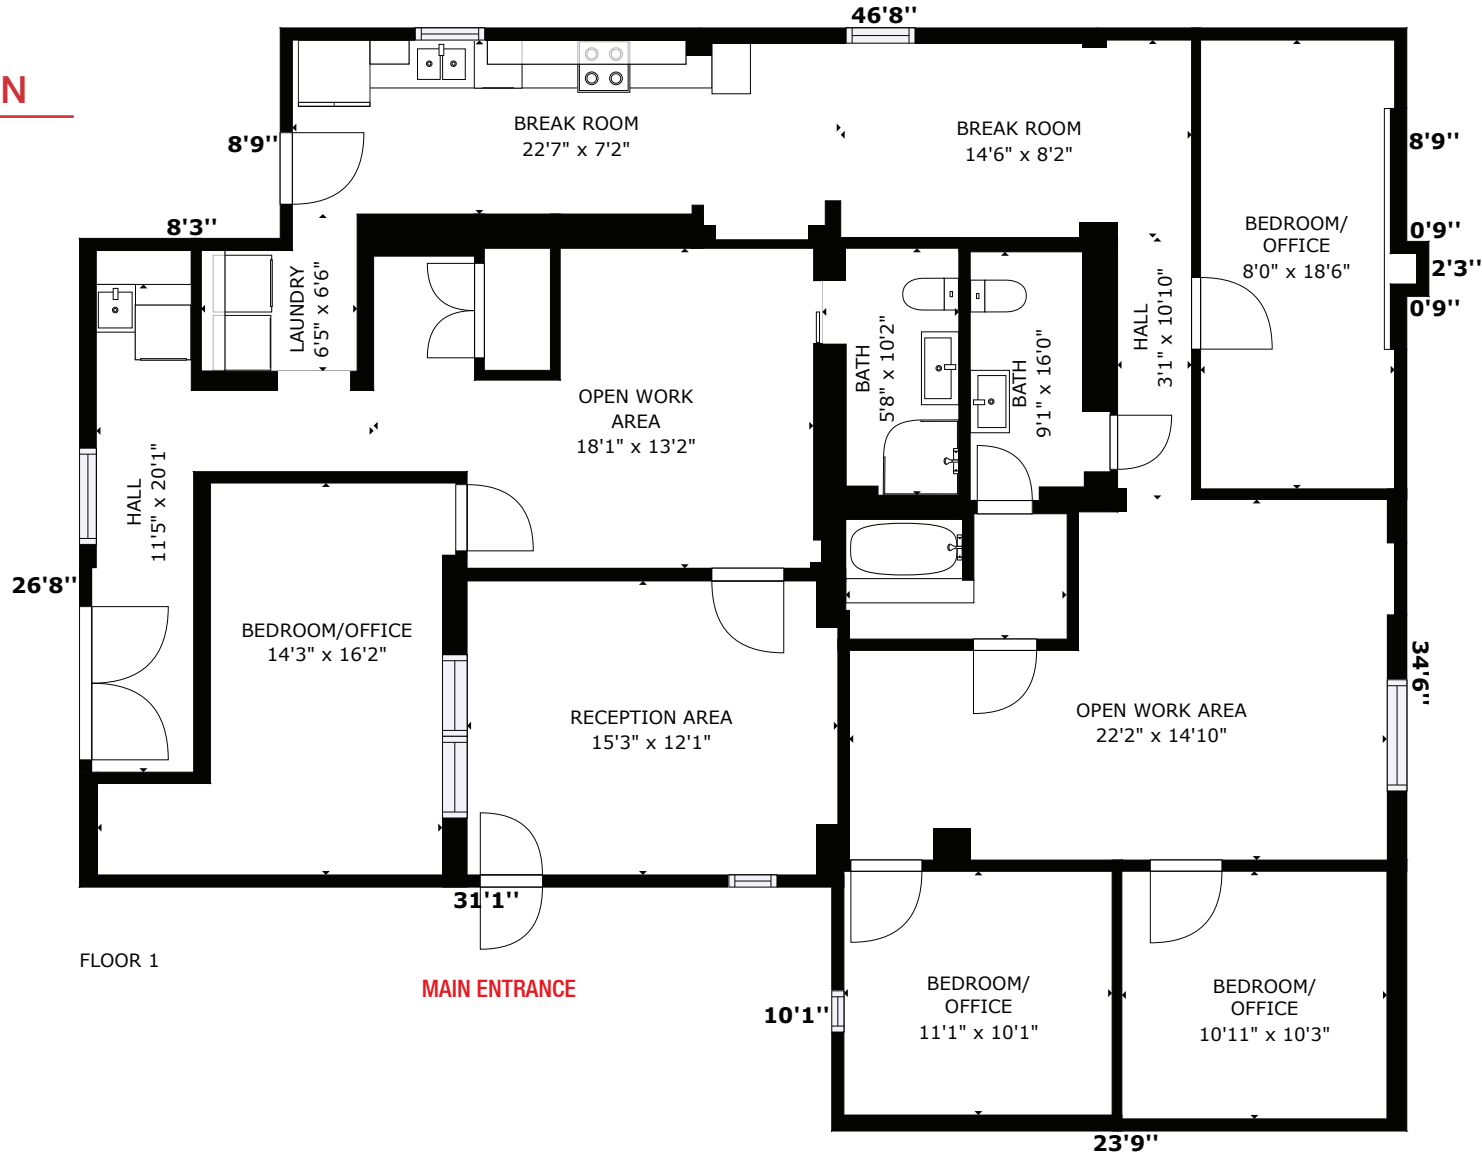 46'8''
N
BREAK ROOM
22'7" x 7'2"
BREAK ROOM
14'6" x 8'2"
8'9''
8'9''
8'3''
BEDROOM/
OFFICE
8'0" x 18'6"
0'9''
2'3''
0'9''
LAUNDRY
6'5" x 6'6"
HALL
3'1" x 10'10"
BATH
5'8" x 10'2"
BATH
9'1" x 16'0"
OPEN WORK
AREA
18'1" x 13'2"
HALL
11'5" x 20'1"
26'8''
BEDROOM/OFFICE
14'3" x 16'2"
RECEPTION AREA
15'3" x 12'1"
OPEN WORK AREA
22'2" x 14'10"
34'6''
31'1''
FLOOR 1
MAIN ENTRANCE
10'1''
BEDROOM/
OFFICE
11'1" x 10'1"
BEDROOM/
OFFICE
10'11" x 10'3"
23'9''